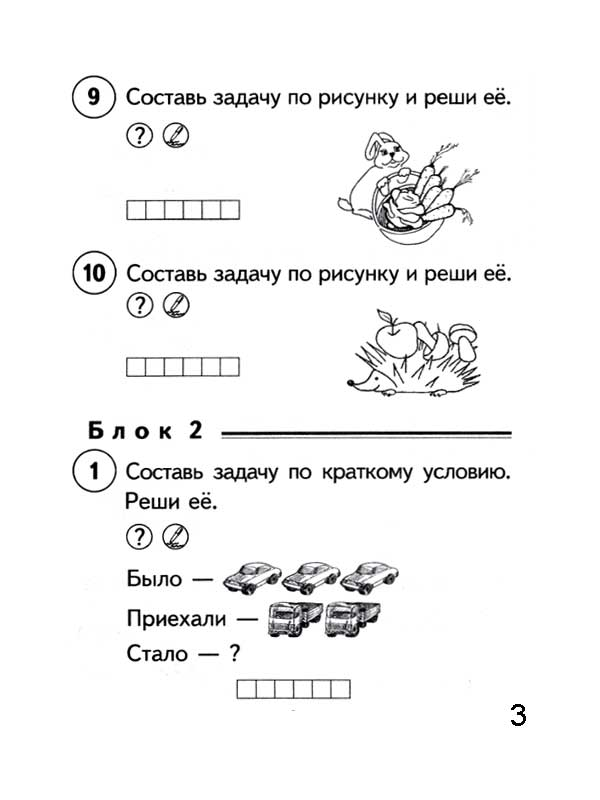 9 Составь задачу по рисунку и реши её.
?
10 Составь задачу по рисунку и реши её.
?
Блок 2
1 Составь задачу по краткому условию.
Реши её.
?
Было —
Приехали —
Стало — ?
3